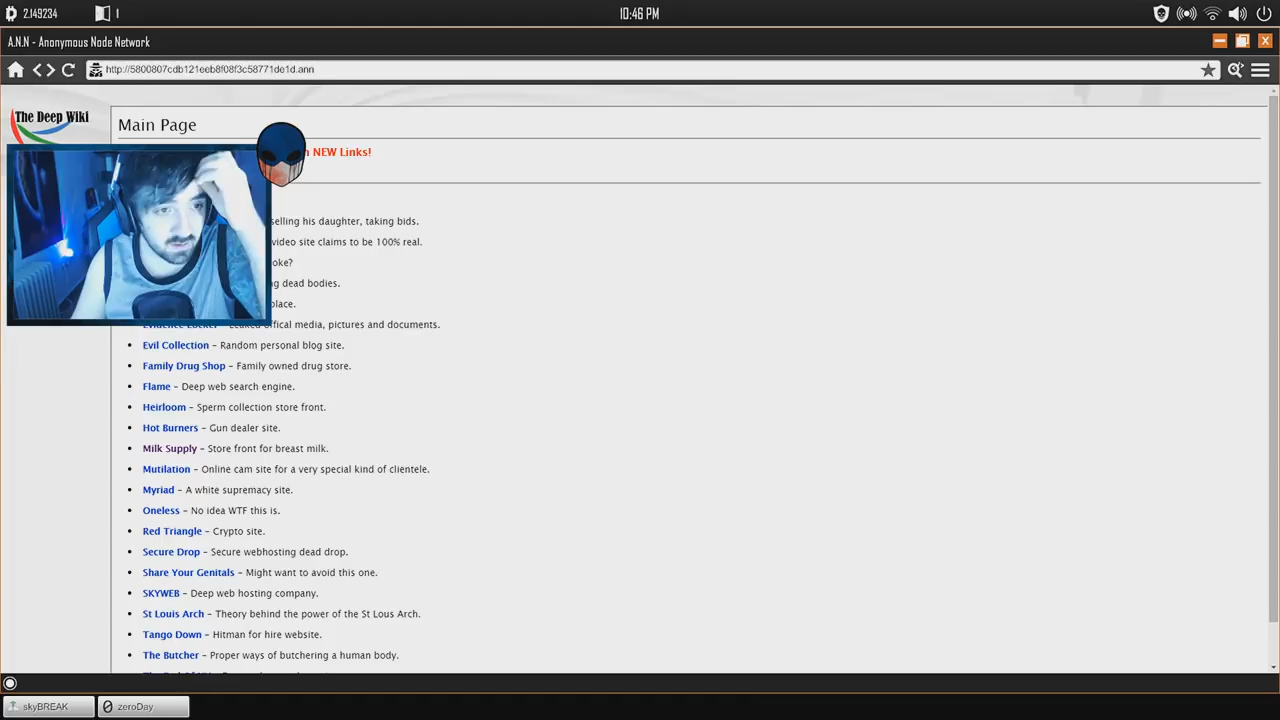 2.149234
1
10:46 PM
A.N.N - Anonymous Node Network
http://5800807cdb121eeb8f08f3c58771de1d.ann
The Deep Wiki
Main Page
NEW Links!
selling his daughter, taking bids.
video site claims to be 100% real.
oke?
dead bodies.
place.
Evidence Locker - Leaked offical media, pictures and documents.
Evil Collection - Random personal blog site.
Family Drug Shop - Family owned drug store.
Flame - Deep web search engine.
Heirloom - Sperm collection store front.
Hot Burners - Gun dealer site.
Milk Supply - Store front for breast milk.
Mutilation - Online cam site for a very special kind of clientele.
Myriad - A white supremacy site.
Oneless - No idea WTF this is.
Red Triangle - Crypto site.
Secure Drop - Secure webhosting dead drop.
Share Your Genitals - Might want to avoid this one.
SKYWEB - Deep web hosting company.
St Louis Arch - Theory behind the power of the St Lous Arch.
Tango Down - Hitman for hire website.
The Butcher - Proper ways of butchering a human body.
skyBREAK
zeroDay